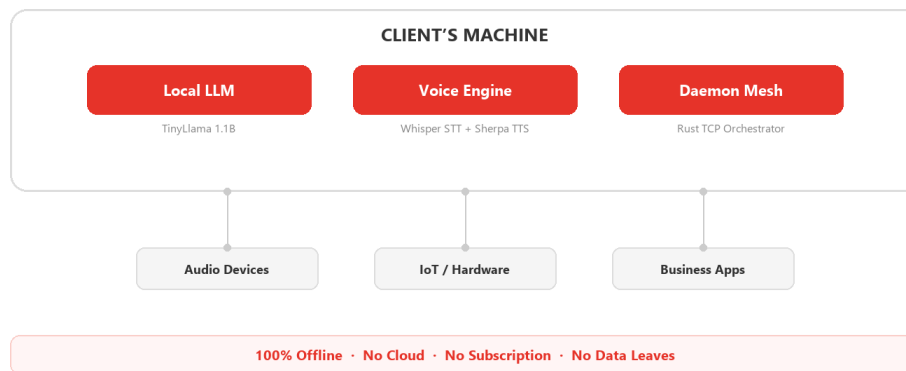 CLIENT’S MACHINE
Local LLM
Voice Engine
Daemon Mesh
TinyLlama 1.1B
Whisper STT + Sherpa TTS
Rust TCP Orchestrator
Audio Devices
IoT / Hardware
Business Apps
100% Offline · No Cloud · No Subscription · No Data Leaves